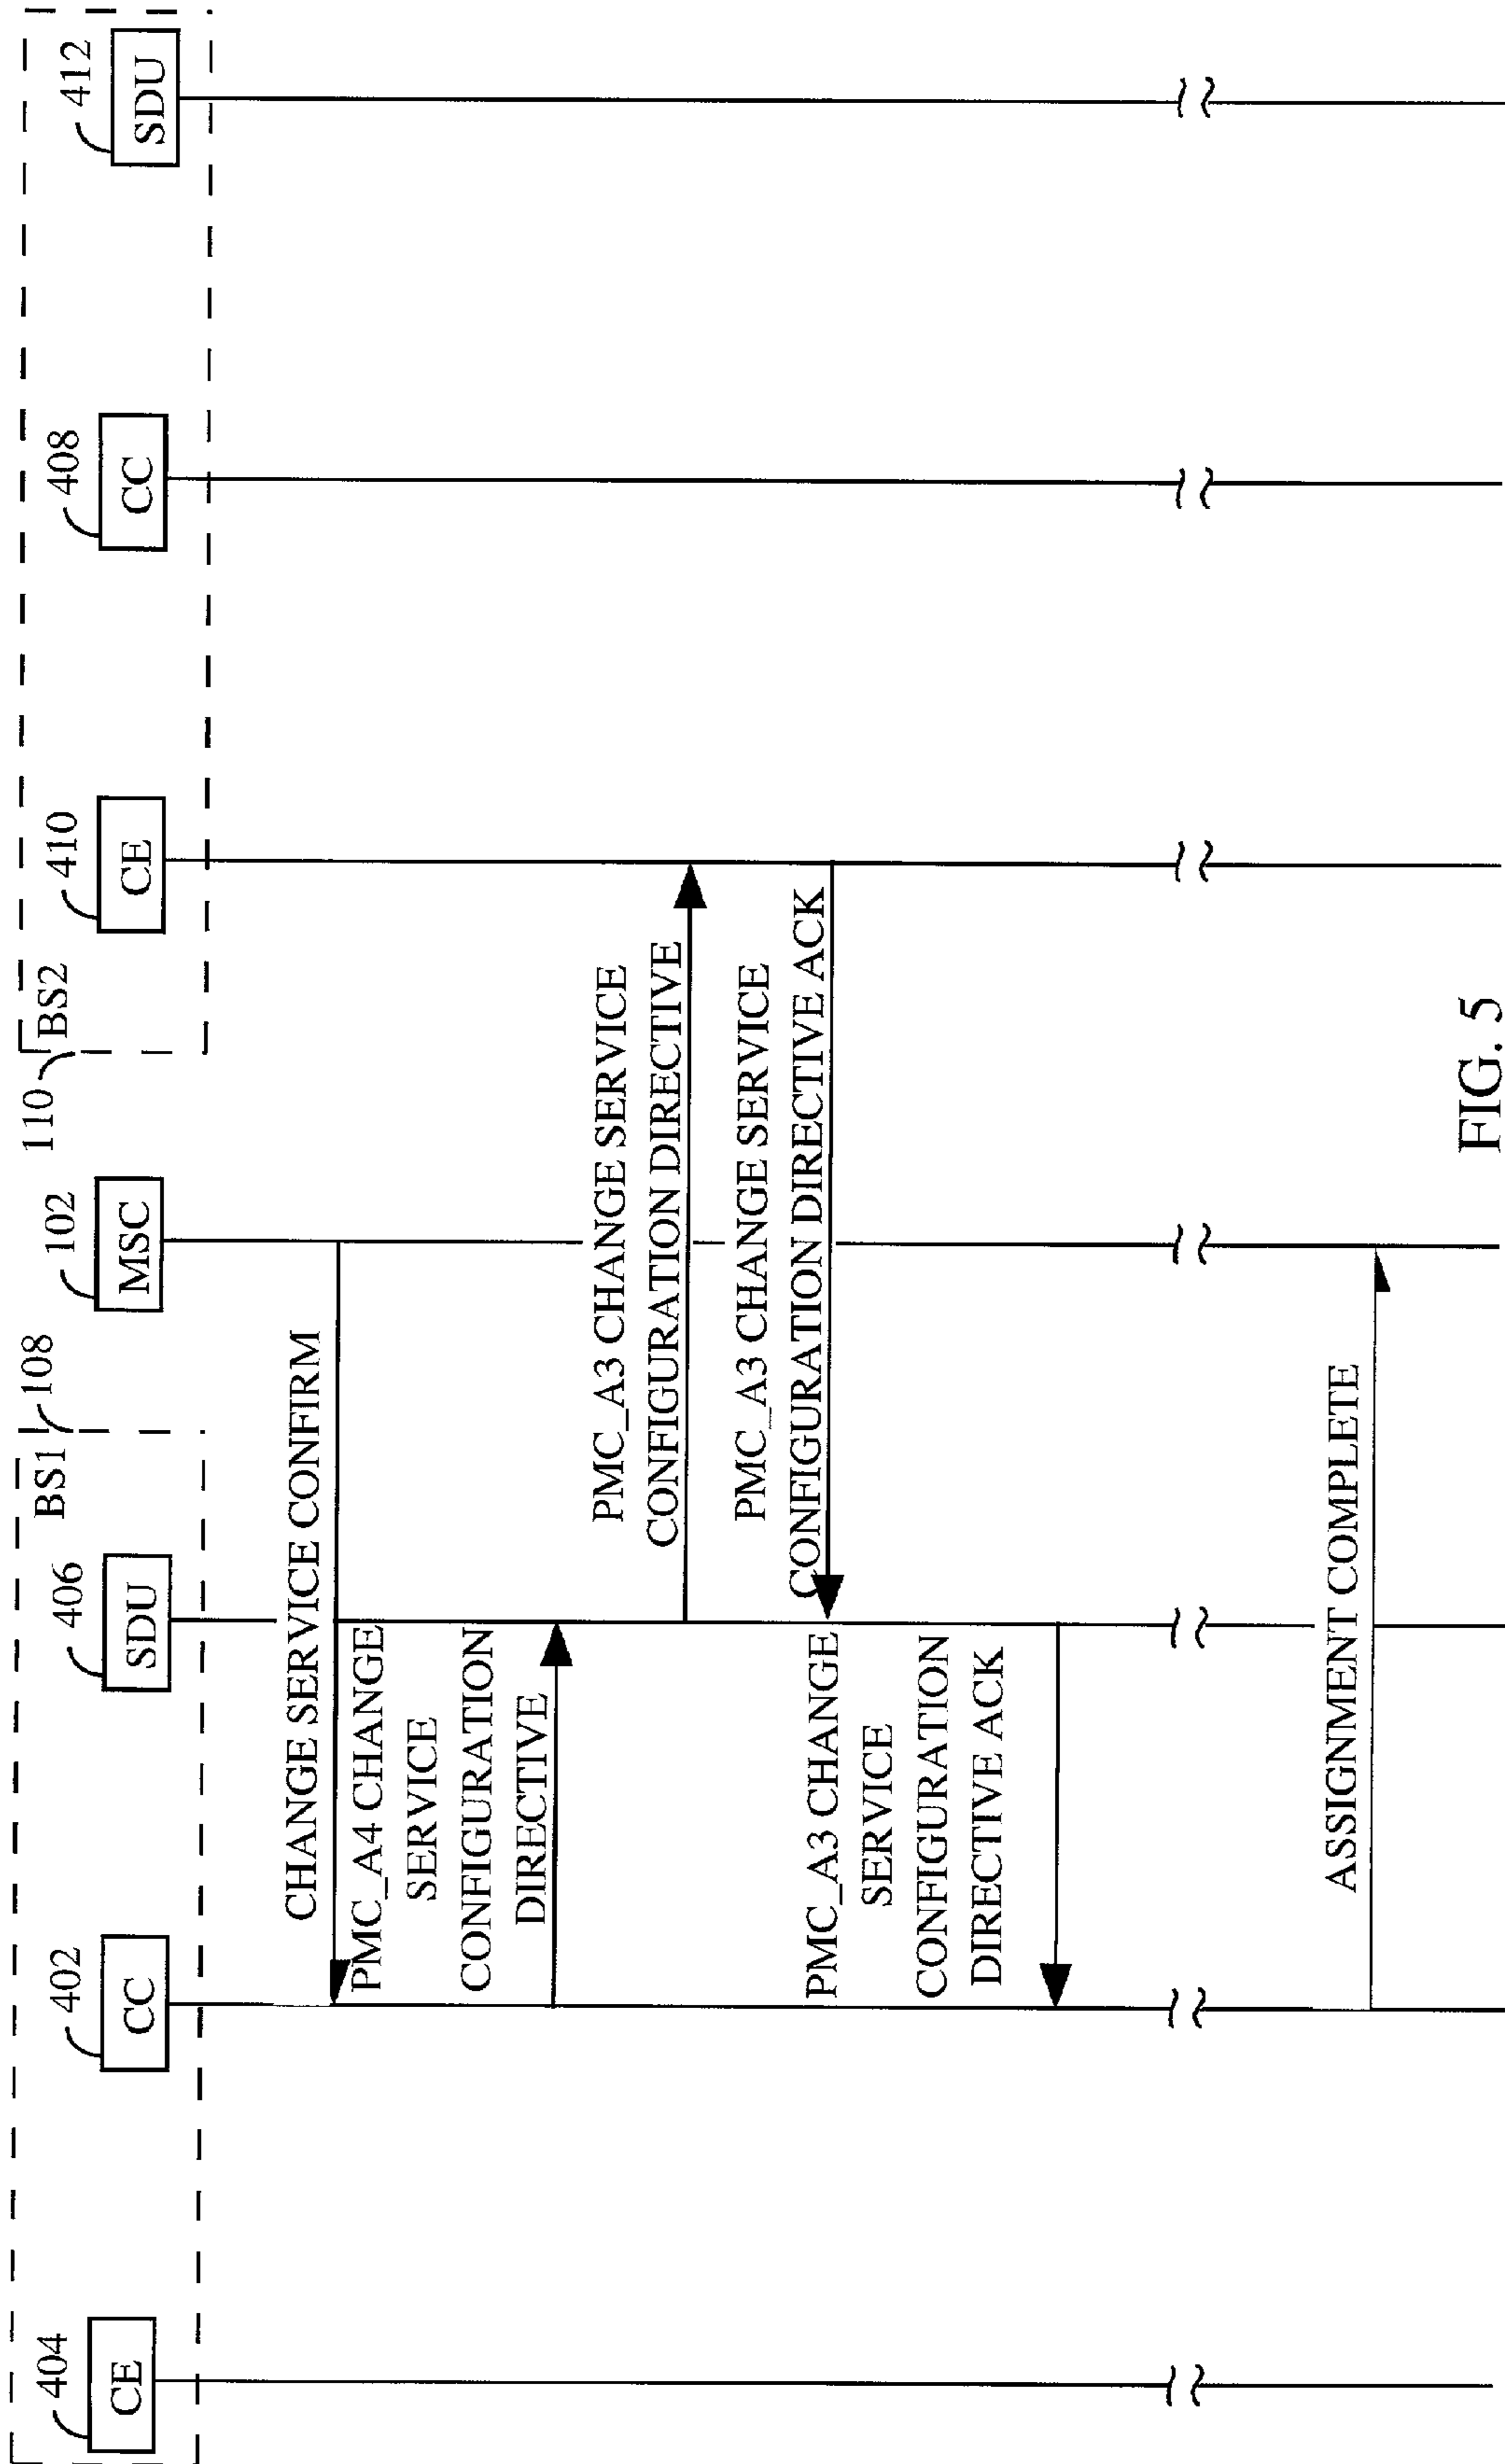 BS1
108
110
BS2
404
CE
402
CC
406
SDU
102
MSC
410
CE
408
CC
412
SDU
CHANGE SERVICE CONFIRM
PMC_A4 CHANGE
SERVICE
CONFIGURATION
DIRECTIVE
PMC_A3 CHANGE SERVICE
CONFIGURATION DIRECTIVE
PMC_A3 CHANGE SERVICE
CONFIGURATION DIRECTIVE ACK
PMC_A3 CHANGE
SERVICE
CONFIGURATION
DIRECTIVE ACK
ASSIGNMENT COMPLETE
FIG. 5